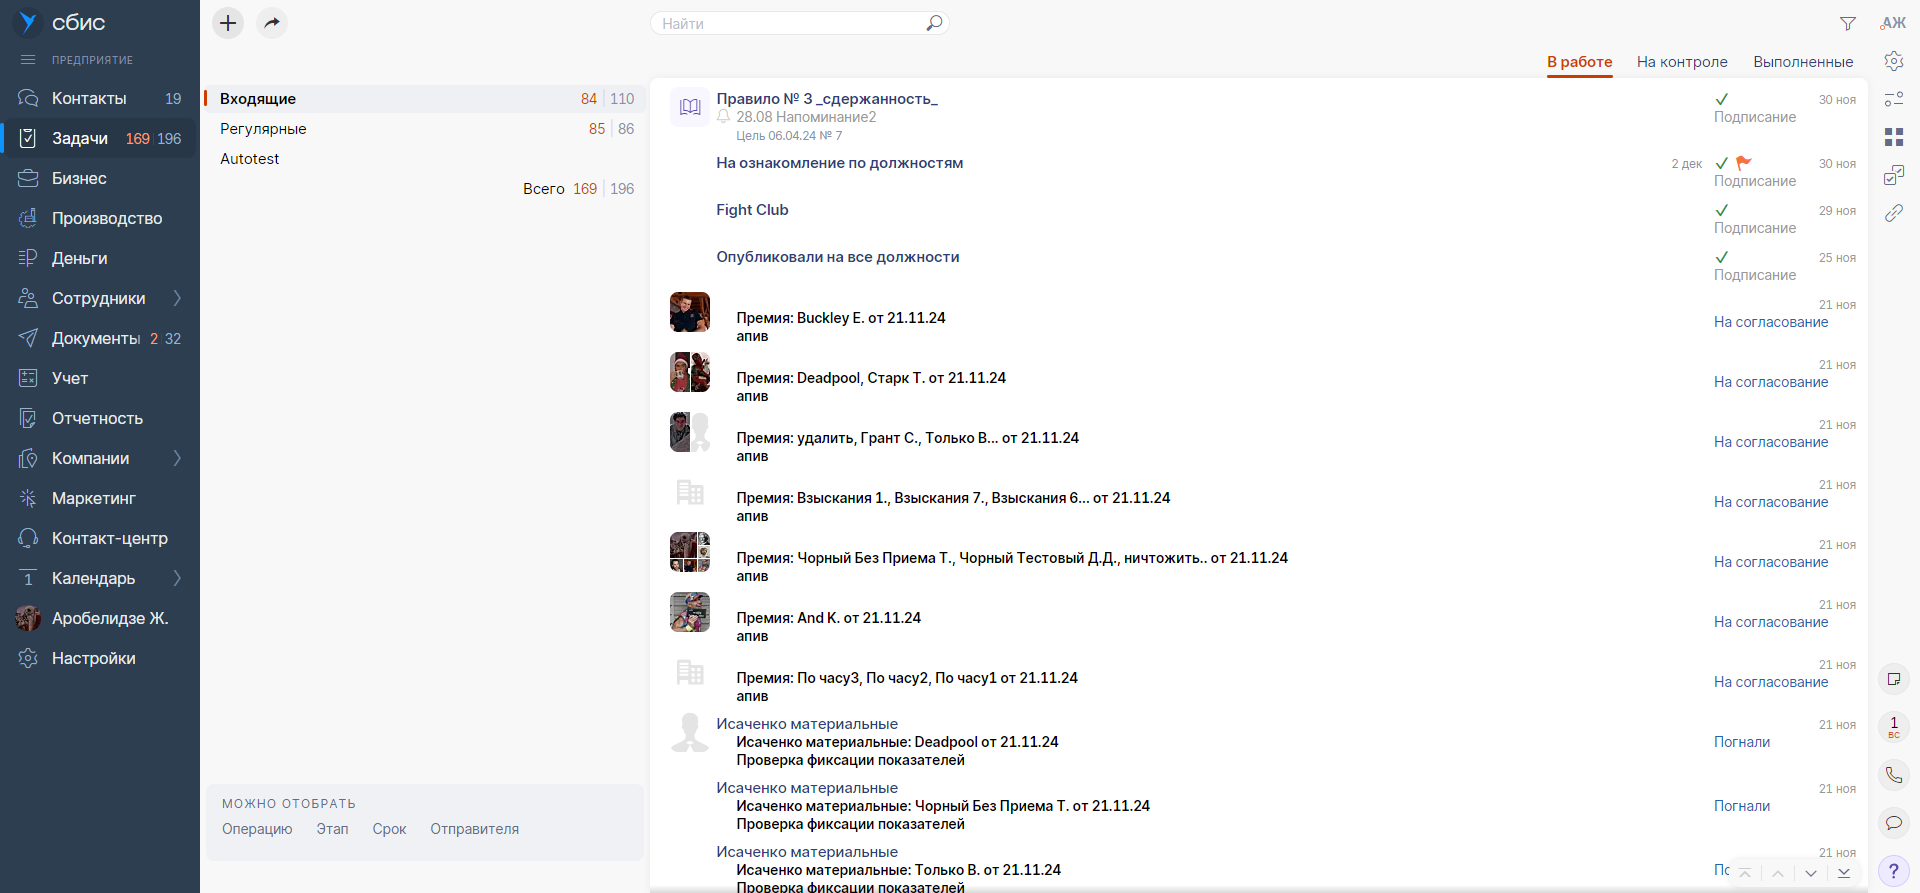 сбис
Найти
АЖ
ПРЕДПРИЯТИЕ
В работе На контроле Выполненные
Контакты 19
Задачи 169 196
Бизнес
Производство
Деньги
Сотрудники
Документы 2 32
Учет
Отчетность
Компании
Маркетинг
Контакт-центр
1 Календарь
Аробелидзе Ж.
Настройки
Входящие 84 110
Регулярные 85 86
Autotest
Всего 169 196
МОЖНО ОТОБРАТЬ
Операцию Этап Срок Отправителя
Правило № 3 _сдержанность_ 30 ноя
28.08 Напоминание2 Подписание
Цель 06.04.24 № 7
На ознакомление по должностям 2 дек 30 ноя
Подписание
Fight Club 29 ноя
Подписание
Опубликовали на все должности 25 ноя
Подписание
21 ноя
Премия: Buckley E. от 21.11.24 На согласование
апив
21 ноя
Премия: Deadpool, Старк Т. от 21.11.24 На согласование
апив
21 ноя
Премия: удалить, Грант С., Только В... от 21.11.24 На согласование
апив
21 ноя
Премия: Взыскания 1., Взыскания 7., Взыскания 6... от 21.11.24 На согласование
апив
21 ноя
Премия: Чорный Без Приема Т., Чорный Тестовый Д.Д., ничтожить.. от 21.11.24 На согласование
апив
21 ноя
Премия: And K. от 21.11.24 На согласование
апив
21 ноя
Премия: По часу3, По часу2, По часу1 от 21.11.24 На согласование
апив
Исаченко материальные 21 ноя
Исаченко материальные: Deadpool от 21.11.24 Погнали
Проверка фиксации показателей
Исаченко материальные 21 ноя
Исаченко материальные: Чорный Без Приема Т. от 21.11.24 Погнали
Проверка фиксации показателей
Исаченко материальные 21 ноя
Исаченко материальные: Только В. от 21.11.24
Проверка фиксации показателей
1
ВС
?